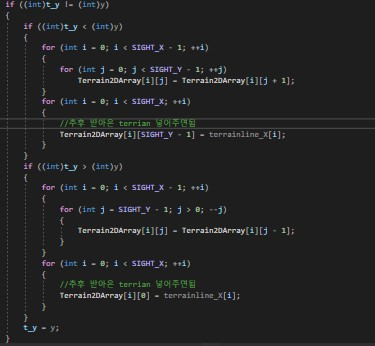 if ((int)t_y != (int)y)
{
if ((int)t_y < (int)y)
{
for (int i = 0; i < SIGHT_X - 1; ++i)
{
for (int j = 0; j < SIGHT_Y - 1; ++j)
Terrain2DArray[i][j] = Terrain2DArray[i][j + 1];
}
for (int i = 0; i < SIGHT_X; ++i)
{
//추후 받아온 terrian 넣어주면됨
Terrain2DArray[i][SIGHT_Y - 1] = terrainline_X[i];
}
}
if ((int)t_y > (int)y)
{
for (int i = 0; i < SIGHT_X - 1; ++i)
{
for (int j = SIGHT_Y - 1; j > 0; --j)
{
Terrain2DArray[i][j] = Terrain2DArray[i][j - 1];
}
}
for (int i = 0; i < SIGHT_X; ++i)
{
//추후 받아온 terrian 넣어주면됨
Terrain2DArray[i][0] = terrainline_X[i];
}
}
t_y = y;
}